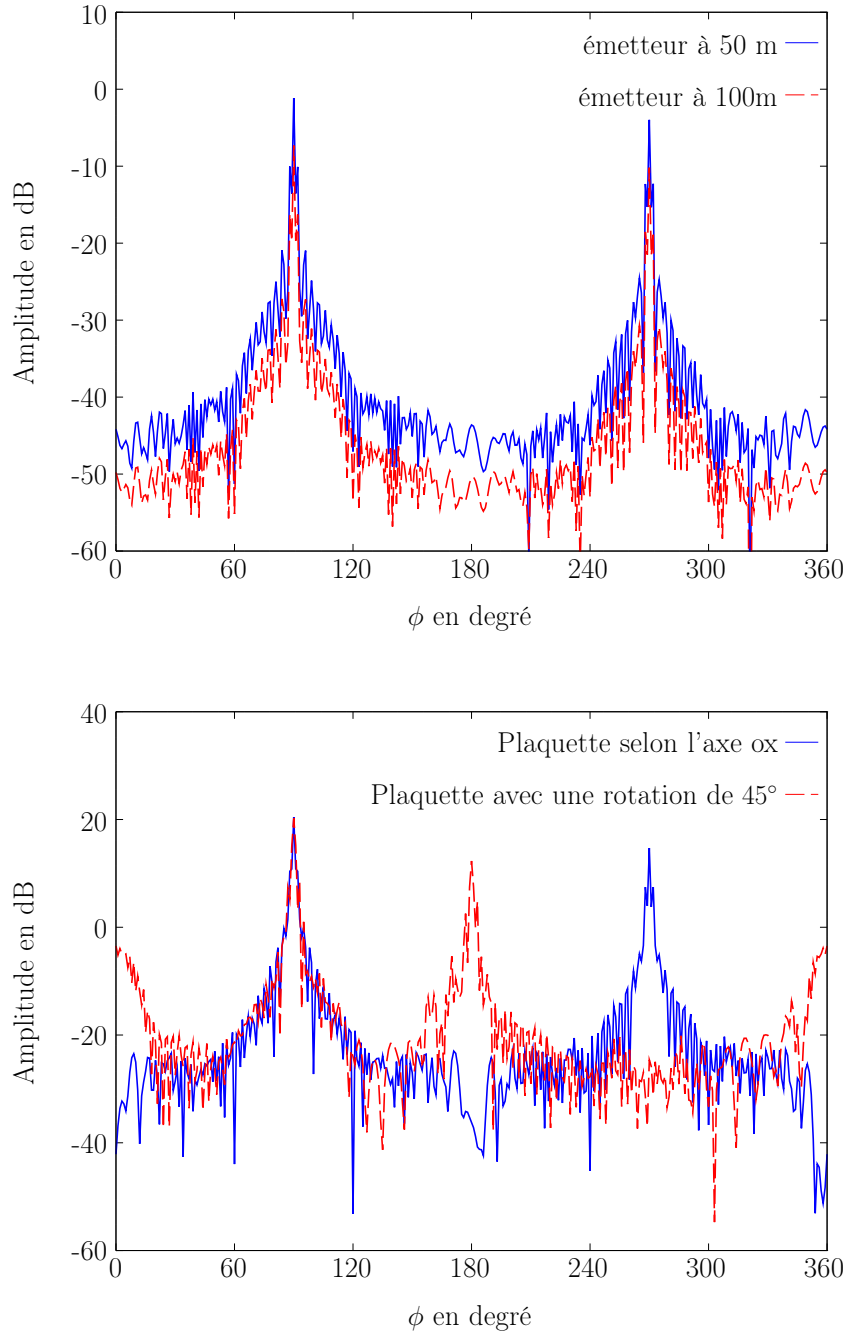 émetteur à 50 m
émetteur à 100m
Amplitude en dB
10
0
-10
-20
-30
-40
-50
-60
0 60 120 180 240 300 360
ϕ en degré
Plaquette selon l'axe ox
Plaquette avec une rotation de 45°
Amplitude en dB
40
20
0
-20
-40
-60
0 60 120 180 240 300 360
ϕ en degré